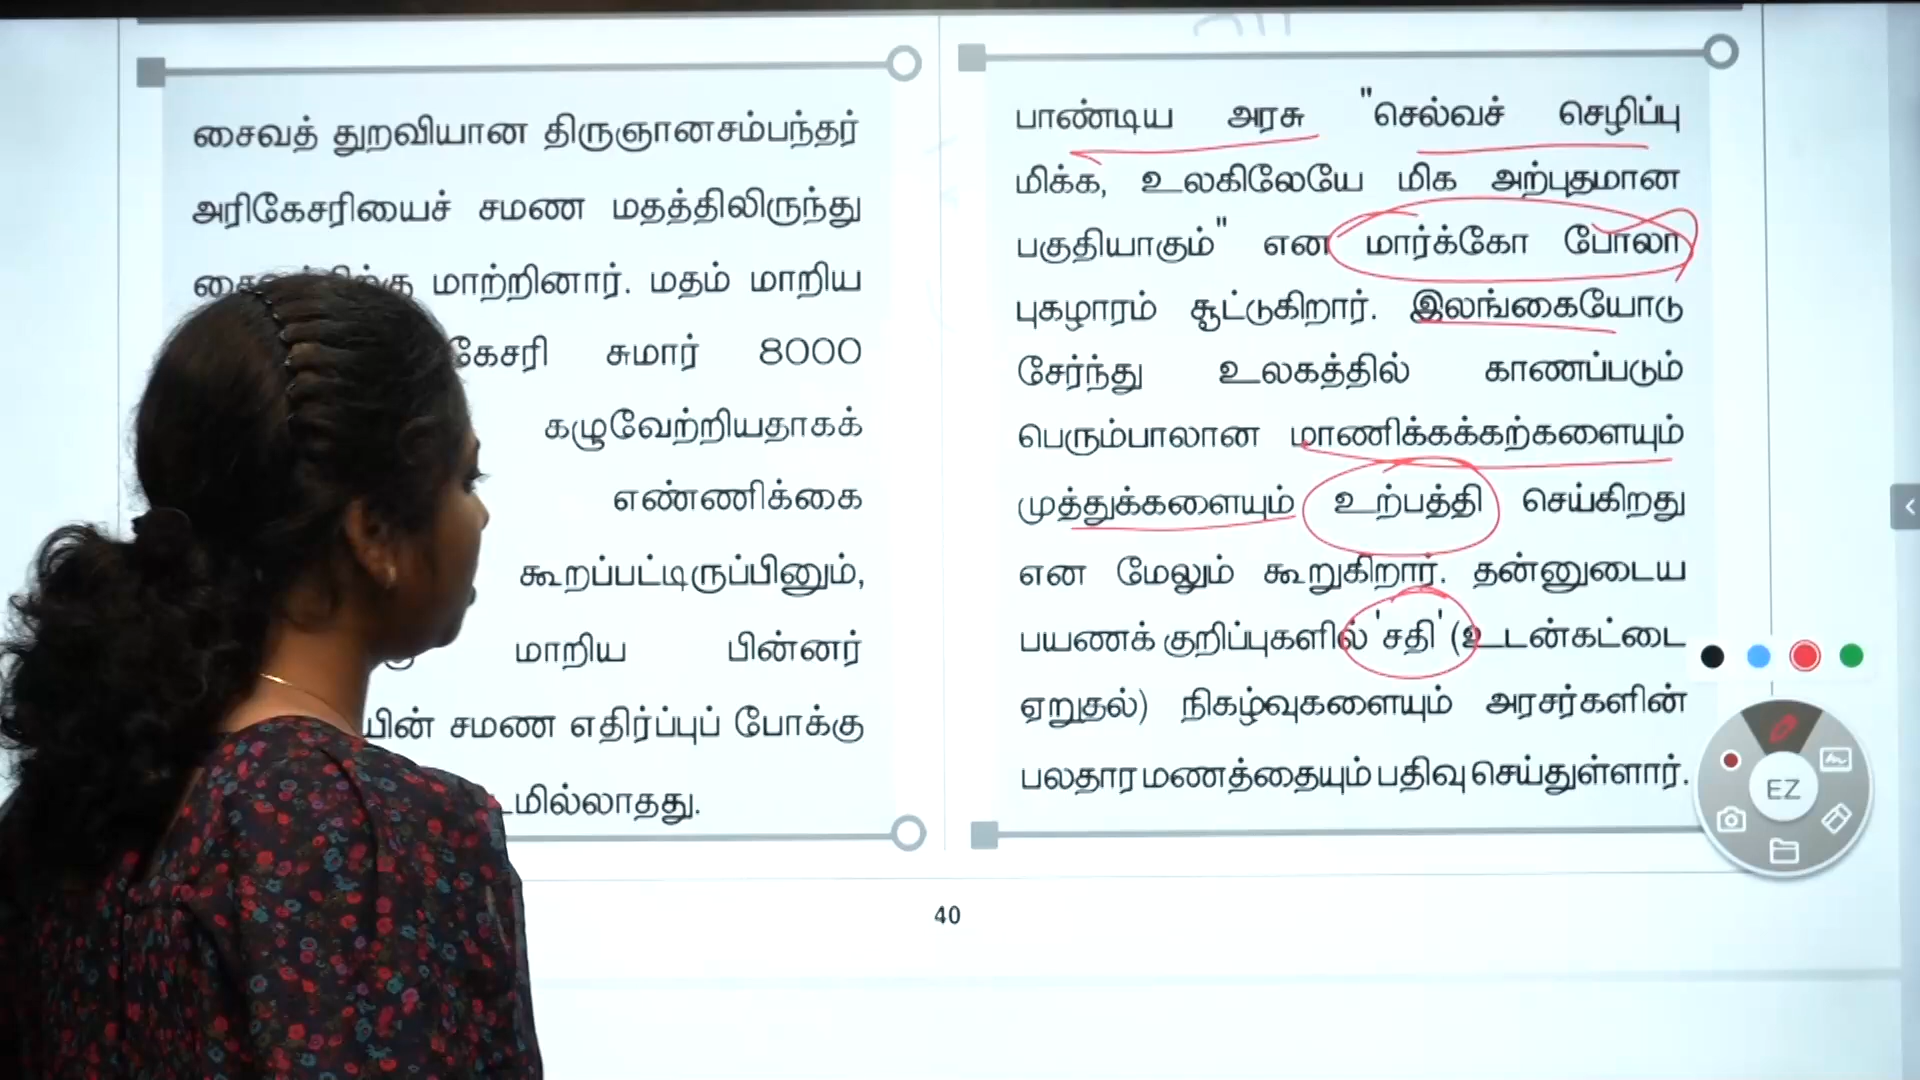 சைவத் துறவியான திருஞானசம்பந்தர்
அரிகேசரியைச் சமண மதத்திலிருந்து
மாற்றினார். மதம் மாறிய
சுமார் 8000
கழுவேற்றியதாகக்
எண்ணிக்கை
கூறப்பட்டிருப்பினும்,
மாறிய பின்னர்
யின் சமண எதிர்ப்புப் போக்கு
டமில்லாதது.
பாண்டிய அரசு "செல்வச் செழிப்பு
மிக்க, உலகிலேயே மிக அற்புதமான
பகுதியாகும்" என மார்க்கோ போலா
புகழாரம் சூட்டுகிறார். இலங்கையோடு
சேர்ந்து உலகத்தில் காணப்படும்
பெரும்பாலான மாணிக்கக்கற்களையும்
முத்துக்களையும் உற்பத்தி செய்கிறது
என மேலும் கூறுகிறார். தன்னுடைய
பயணக் குறிப்புகளில் 'சதி' (உடன்கட்டை
ஏறுதல்) நிகழ்வுகளையும் அரசர்களின்
பலதார மணத்தையும் பதிவு செய்துள்ளார்.
EZ
40